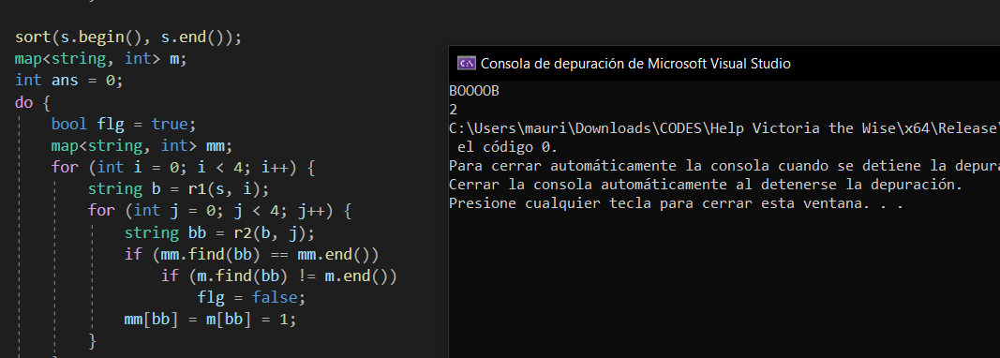 sort(s.begin(), s.end());
map<string, int> m;
int ans = 0;
do {
bool flg = true;
map<string, int> mm;
for (int i = 0; i < 4; i++) {
string b = r1(s, i);
for (int j = 0; j < 4; j++) {
string bb = r2(b, j);
if (mm.find(bb) == mm.end())
if (m.find(bb) != m.end())
flg = false;
mm[bb] = m[bb] = 1;
}
Consola de depuración de Microsoft Visual Studio
BOOOOB
2
C:\Users\mauri\Downloads\CODES\Help Victoria the Wise\x64\Release\
el código 0.
Para cerrar automáticamente la consola cuando se detiene la depura
Cerrar la consola automáticamente al detenerse la depuración.
Presione cualquier tecla para cerrar esta ventana. . .